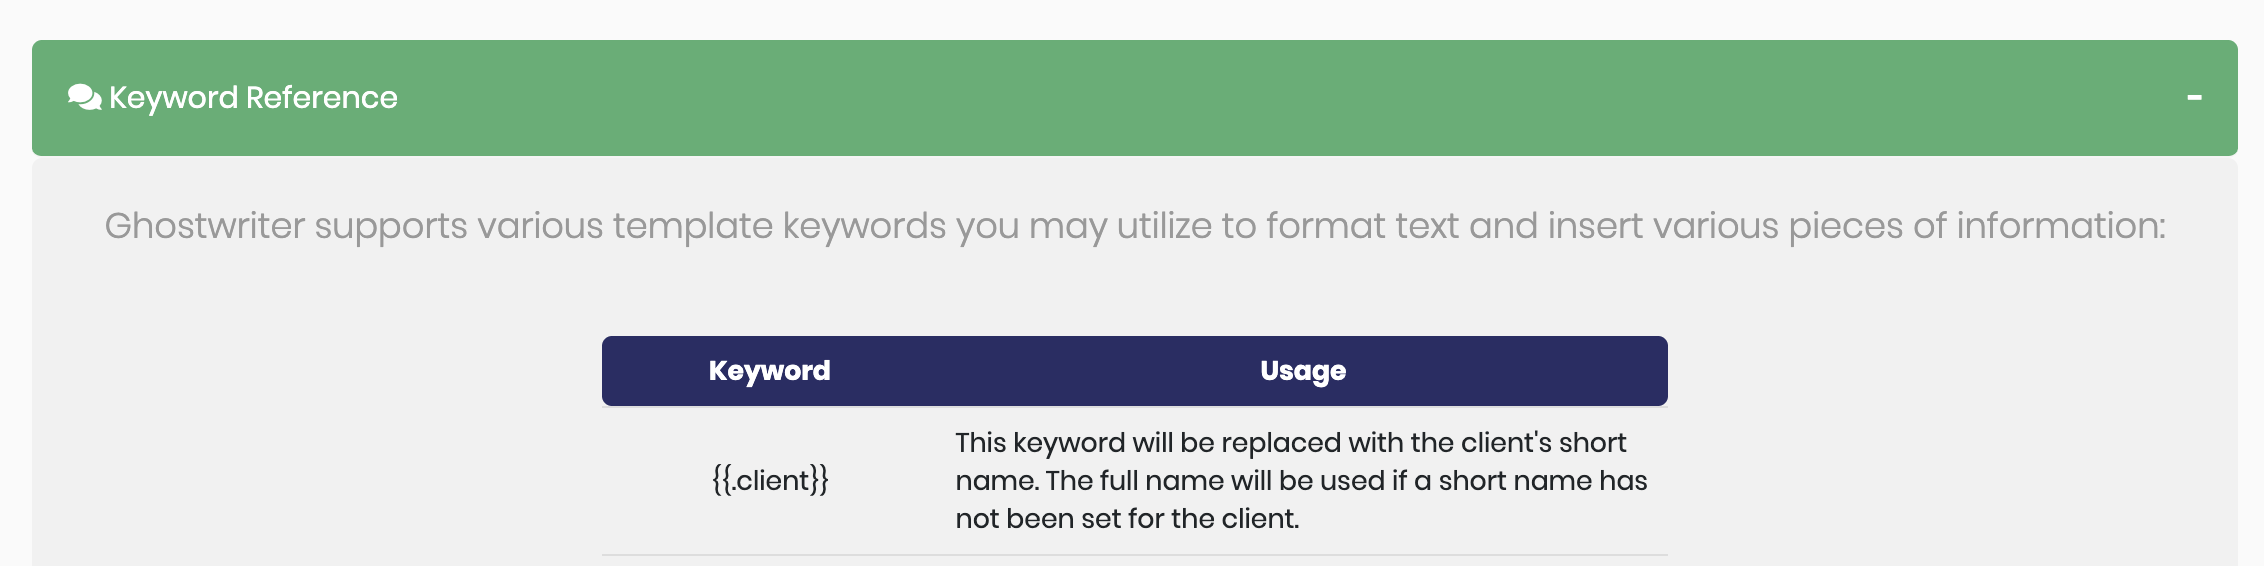 Keyword Reference
-
Ghostwriter supports various template keywords you may utilize to format text and insert various pieces of information:
Keyword Usage
{{.client}}
This keyword will be replaced with the client's short
name. The full name will be used if a short name has
not been set for the client.